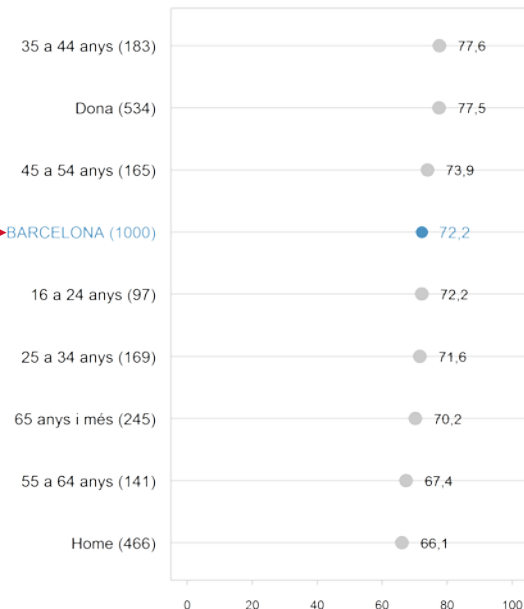 35 a 44 anys (183) 77,6
Dona (534) 77,5
45 a 54 anys (165) 73,9
BARCELONA (1000) 72,2
16 a 24 anys (97) 72,2
25 a 34 anys (169) 71,6
65 anys i més (245) 70,2
55 a 64 anys (141) 67,4
Home (466) 66,1
0 20 40 60 80 100